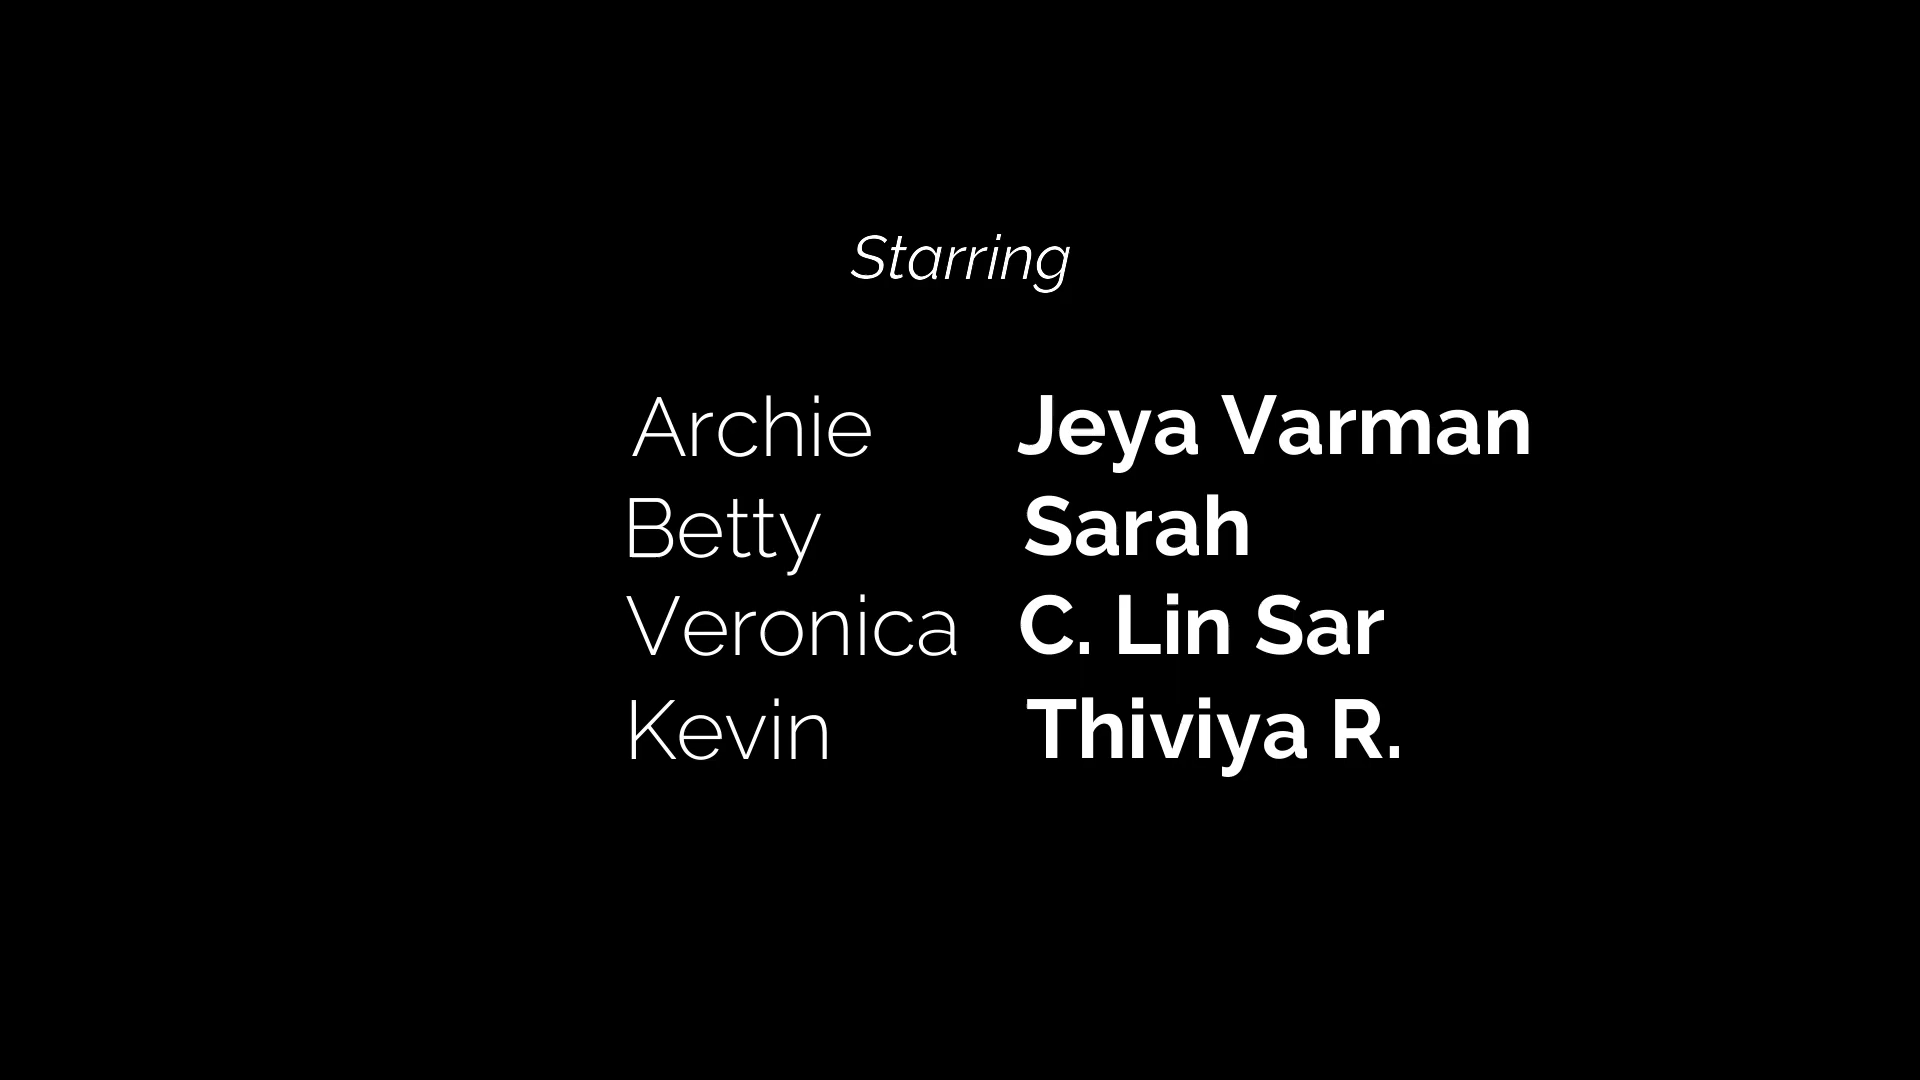 Starring
Archie Jeya Varman
Betty Sarah
Veronica C. Lin Sar
Kevin Thiviya R.